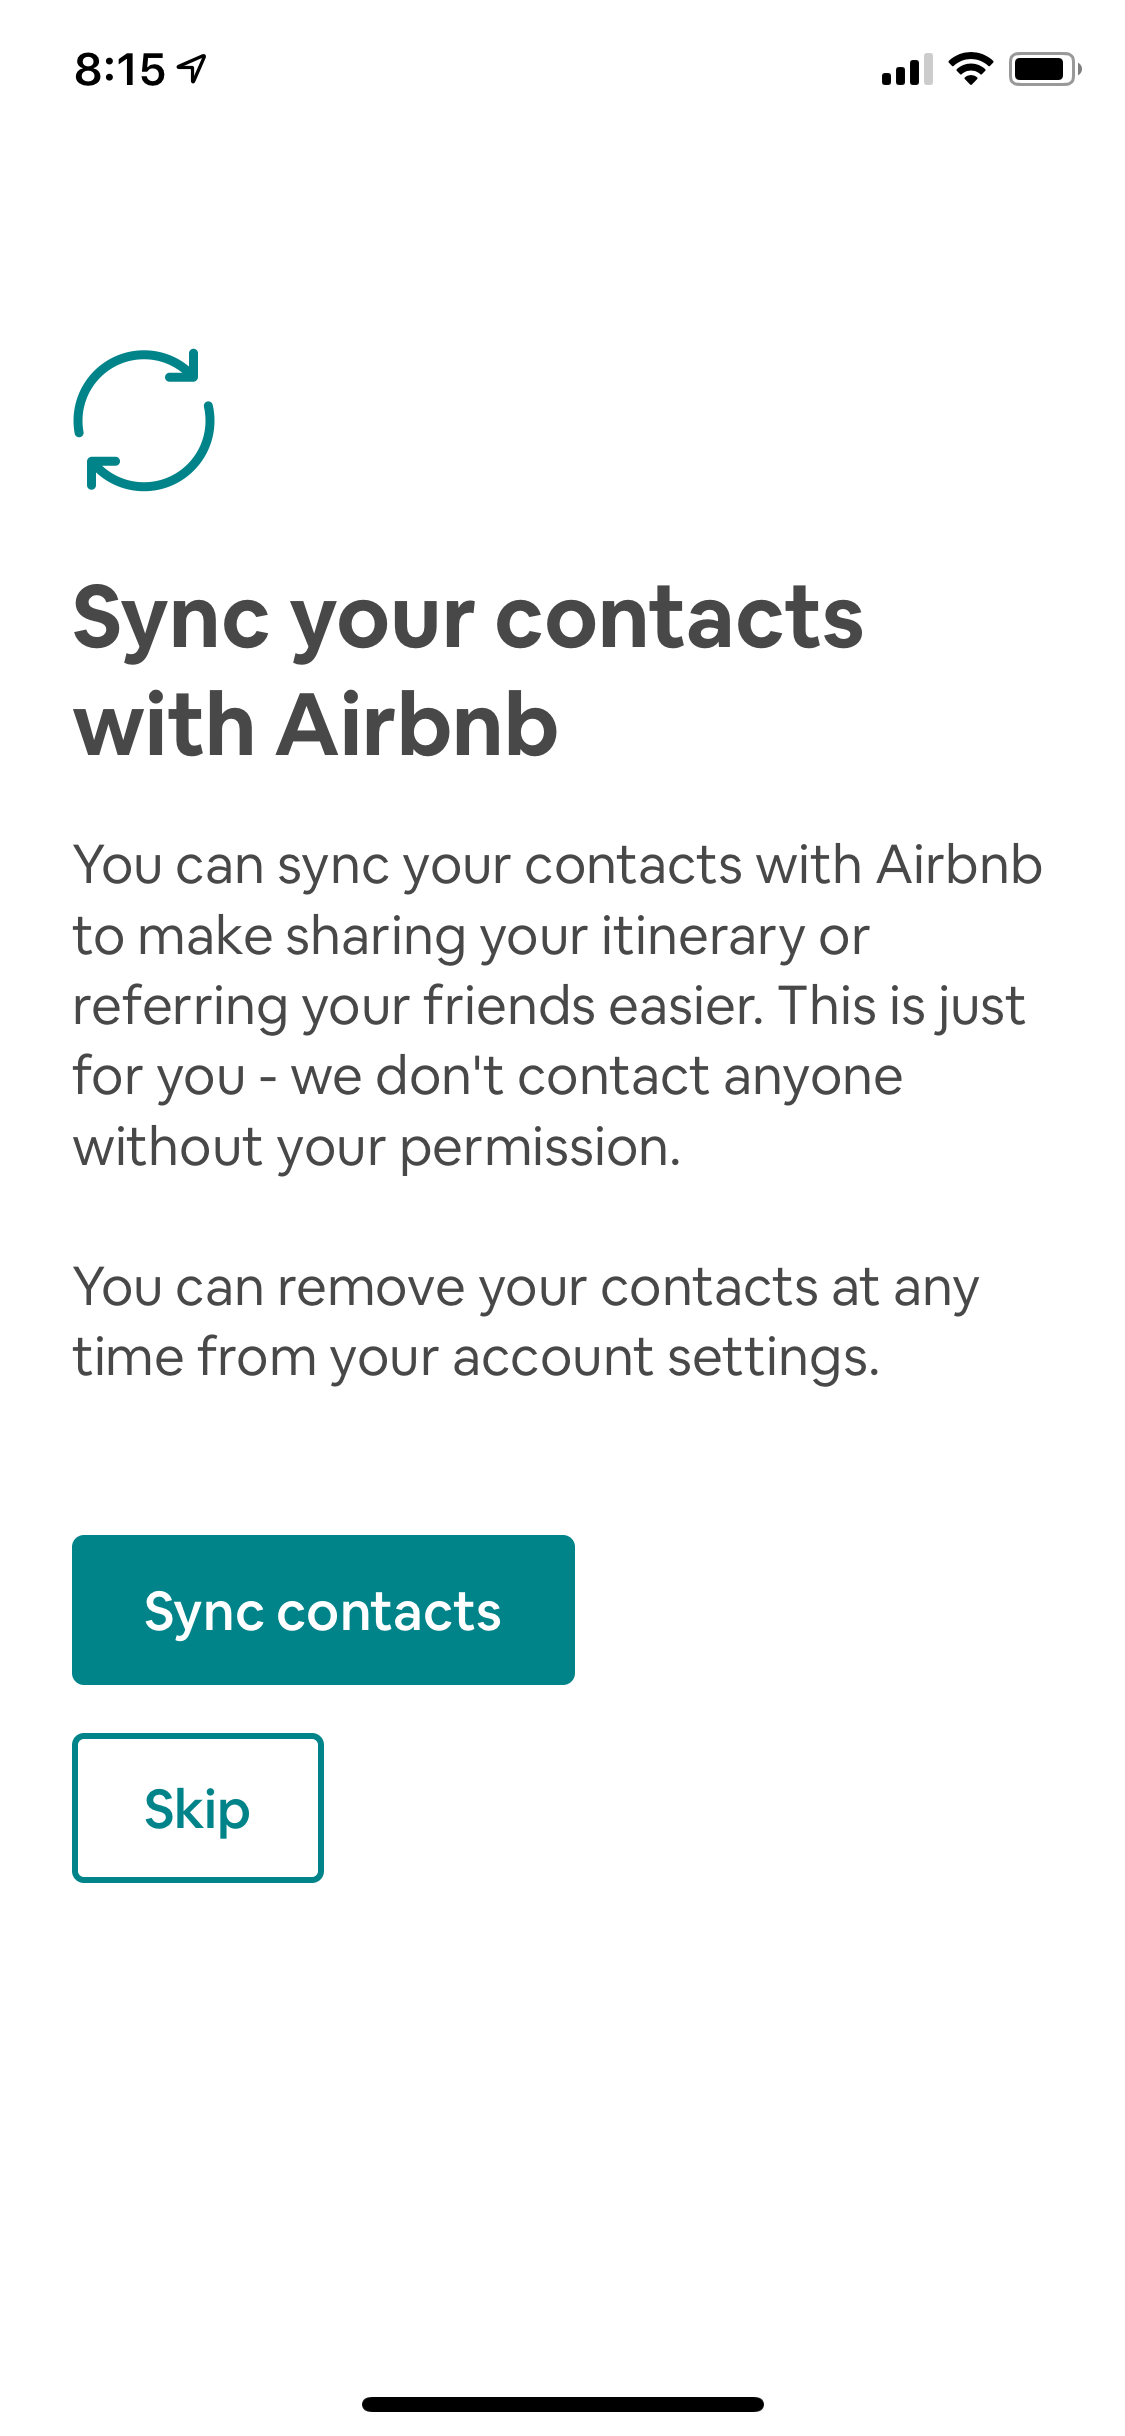 8:15
Sync your contacts
with Airbnb
You can sync your contacts with Airbnb
to make sharing your itinerary or
referring your friends easier. This is just
for you - we don't contact anyone
without your permission.
You can remove your contacts at any
time from your account settings.
Sync contacts
Skip